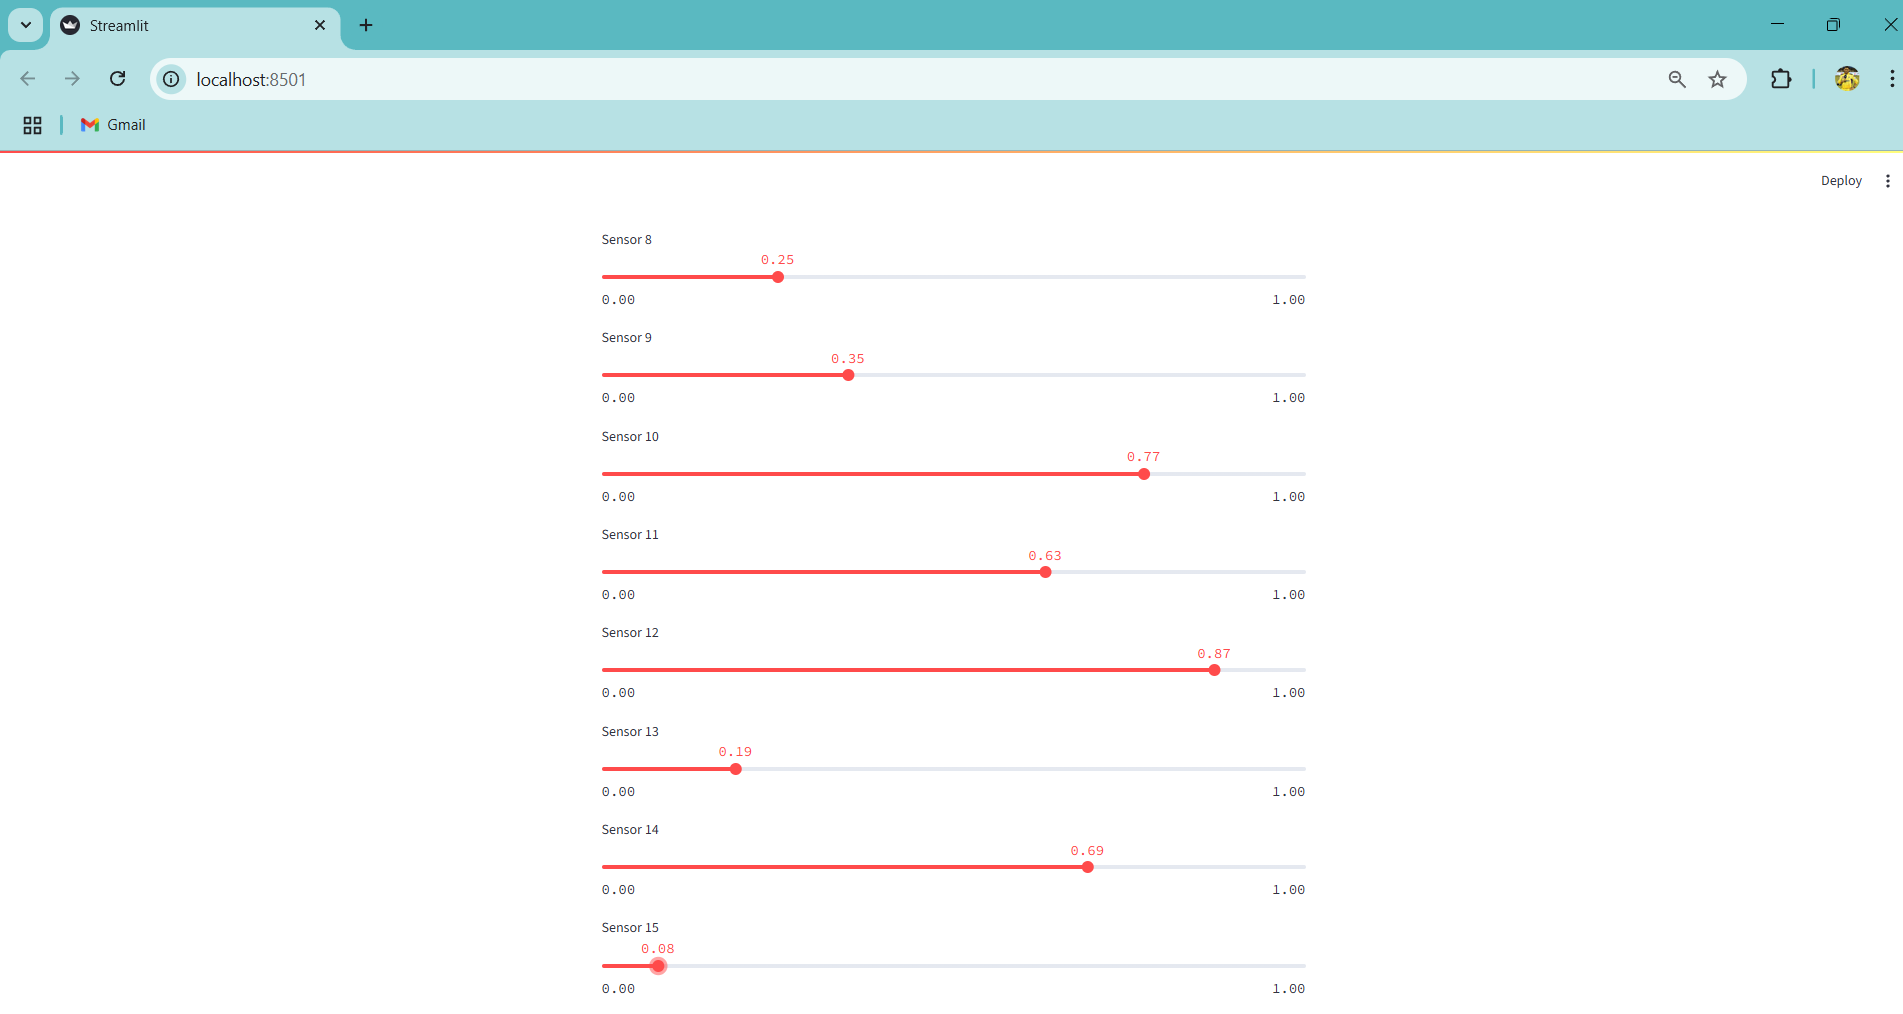 Streamlit
localhost:8501
Gmail
Deploy
Sensor 8
0.25
0.00 1.00
Sensor 9
0.35
0.00 1.00
Sensor 10
0.77
0.00 1.00
Sensor 11
0.63
0.00 1.00
Sensor 12
0.87
0.00 1.00
Sensor 13
0.19
0.00 1.00
Sensor 14
0.69
0.00 1.00
Sensor 15
0.08
0.00 1.00